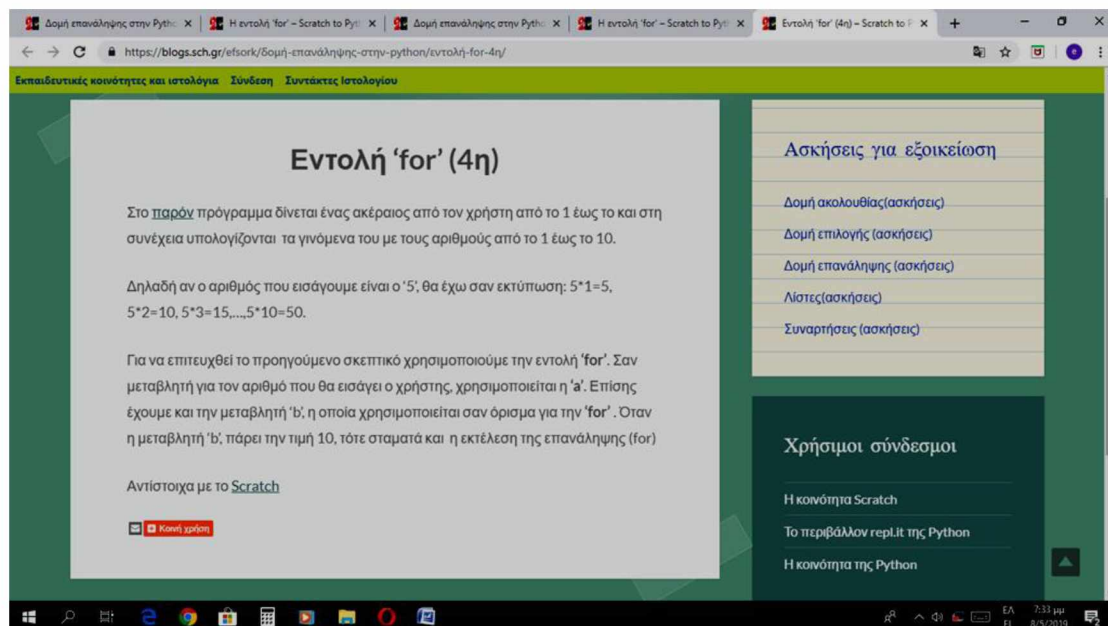 Δομή επανάληψης στην Pytho
Η εντολή 'for' – Scratch to Pyt
Δομή επανάληψης στην Pytho
Η εντολή 'for' – Scratch to Pyt
Εντολή 'for' (4η) – Scratch to P
https://blogs.sch.gr/efsork/δομή-επανάληψης-στην-python/εντολή-for-4η/
e
Εκπαιδευτικές κοινότητες και ιστολόγια Σύνδεση Συντάκτες Ιστολογίου
Εντολή 'for' (4η)
Στο παρόν πρόγραμμα δίνεται ένας ακέραιος από τον χρήστη από το 1 έως το και στη
συνέχεια υπολογίζονται τα γινόμενα του με τους αριθμούς από το 1 έως το 10.
Δηλαδή αν ο αριθμός που εισάγουμε είναι ο '5', θα έχω σαν εκτύπωση: 5*1=5,
5*2=10, 5*3=15,...,5*10=50.
Για να επιτευχθεί το προηγούμενο σκεπτικό χρησιμοποιούμε την εντολή 'for'. Σαν
μεταβλητή για τον αριθμό που θα εισάγει ο χρήστης, χρησιμοποιείται η 'a'. Επίσης
έχουμε και την μεταβλητή 'b', η οποία χρησιμοποιείται σαν όρισμα για την 'for' . Όταν
η μεταβλητή 'b', πάρει την τιμή 10, τότε σταματά και η εκτέλεση της επανάληψης (for)
Αντίστοιχα με το Scratch
Κοινή χρήση
Ασκήσεις για εξοικείωση
Δομή ακολουθίας(ασκήσεις)
Δομή επιλογής (ασκήσεις)
Δομή επανάληψης (ασκήσεις)
Λίστες(ασκήσεις)
Συναρτήσεις (ασκήσεις)
Χρήσιμοι σύνδεσμοι
Η κοινότητα Scratch
Το περιβάλλον repl.it της Python
Η κοινότητα της Python
ΕΛ 7:33 μμ
EL 8/5/2019